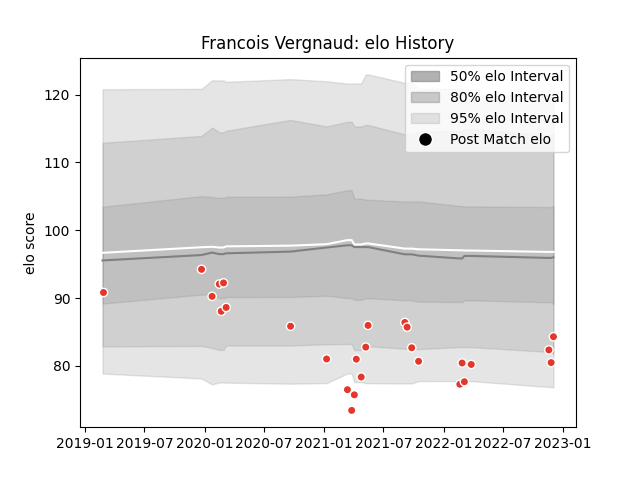 Francois Vergnaud: elo History
50% elo Interval
80% elo Interval
95% elo Interval
Post Match elo
elo score
120
110
100
90
80
2019-01 2019-07 2020-01 2020-07 2021-01 2021-07 2022-01 2022-07 2023-01